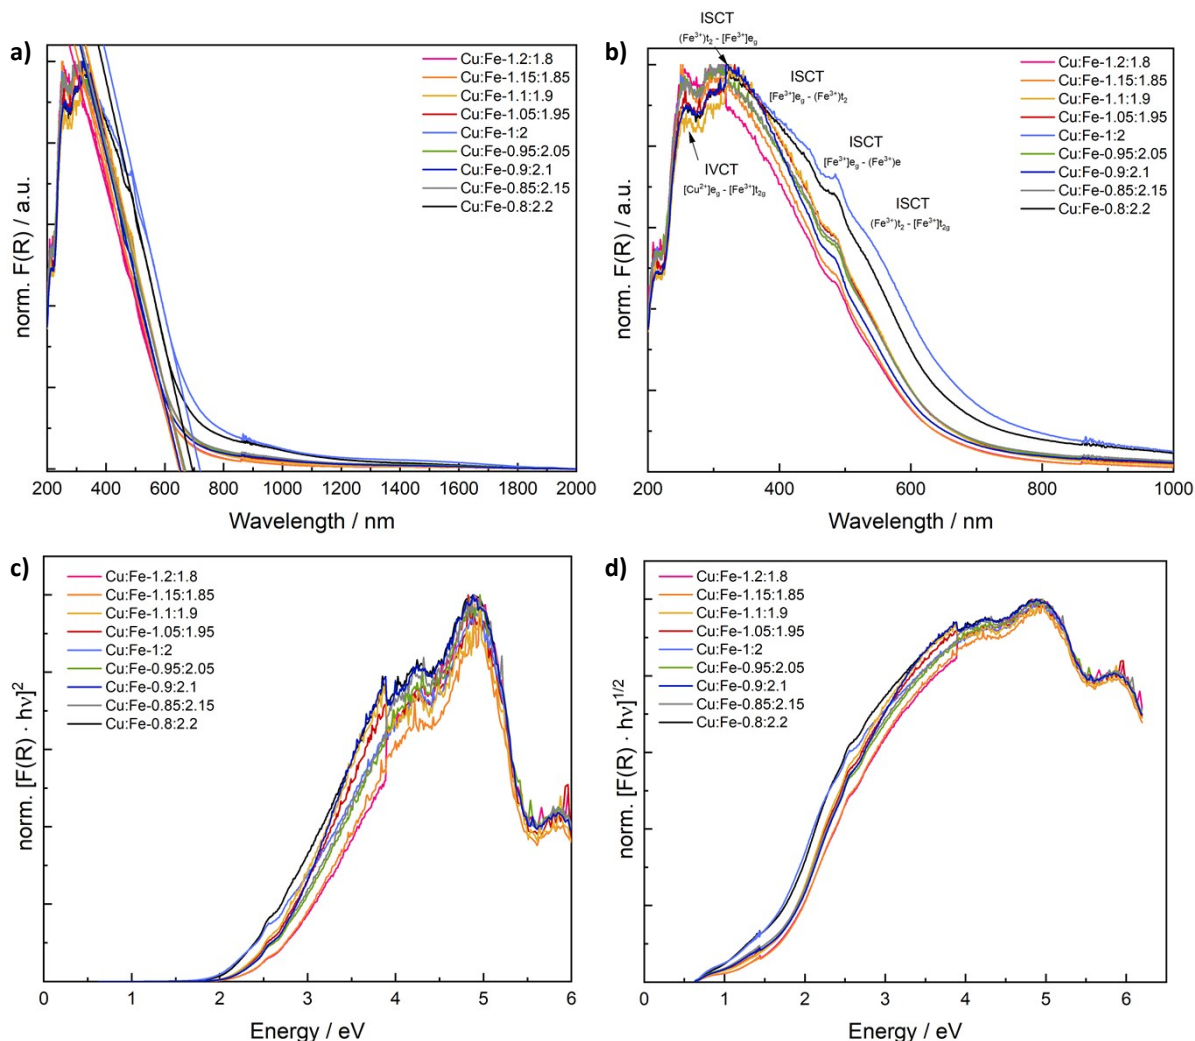 a)
norm. F(R) / a.u.
Cu:Fe-1.2:1.8
Cu:Fe-1.15:1.85
Cu:Fe-1.1:1.9
Cu:Fe-1.05:1.95
Cu:Fe-1:2
Cu:Fe-0.95:2.05
Cu:Fe-0.9:2.1
Cu:Fe-0.85:2.15
Cu:Fe-0.8:2.2
200 400 600 800 1000 1200 1400 1600 1800 2000
Wavelength / nm
b)
norm. F(R) / a.u.
ISCT
(Fe³⁺)t₂ - [Fe³⁺]e_g
ISCT
[Fe³⁺]e_g - (Fe³⁺)t₂
ISCT
[Fe³⁺]e_g - (Fe³⁺)e
ISCT
(Fe³⁺)t₂ - [Fe³⁺]t₂g
IVCT
[Cu²⁺]e_g - [Fe³⁺]t₂g
Cu:Fe-1.2:1.8
Cu:Fe-1.15:1.85
Cu:Fe-1.1:1.9
Cu:Fe-1.05:1.95
Cu:Fe-1:2
Cu:Fe-0.95:2.05
Cu:Fe-0.9:2.1
Cu:Fe-0.85:2.15
Cu:Fe-0.8:2.2
200 400 600 800 1000
Wavelength / nm
c)
norm. [F(R) · hν]²
Cu:Fe-1.2:1.8
Cu:Fe-1.15:1.85
Cu:Fe-1.1:1.9
Cu:Fe-1.05:1.95
Cu:Fe-1:2
Cu:Fe-0.95:2.05
Cu:Fe-0.9:2.1
Cu:Fe-0.85:2.15
Cu:Fe-0.8:2.2
0 1 2 3 4 5 6
Energy / eV
d)
norm. [F(R) · hν]¹ᐟ²
Cu:Fe-1.2:1.8
Cu:Fe-1.15:1.85
Cu:Fe-1.1:1.9
Cu:Fe-1.05:1.95
Cu:Fe-1:2
Cu:Fe-0.95:2.05
Cu:Fe-0.9:2.1
Cu:Fe-0.85:2.15
Cu:Fe-0.8:2.2
0 1 2 3 4 5 6
Energy / eV